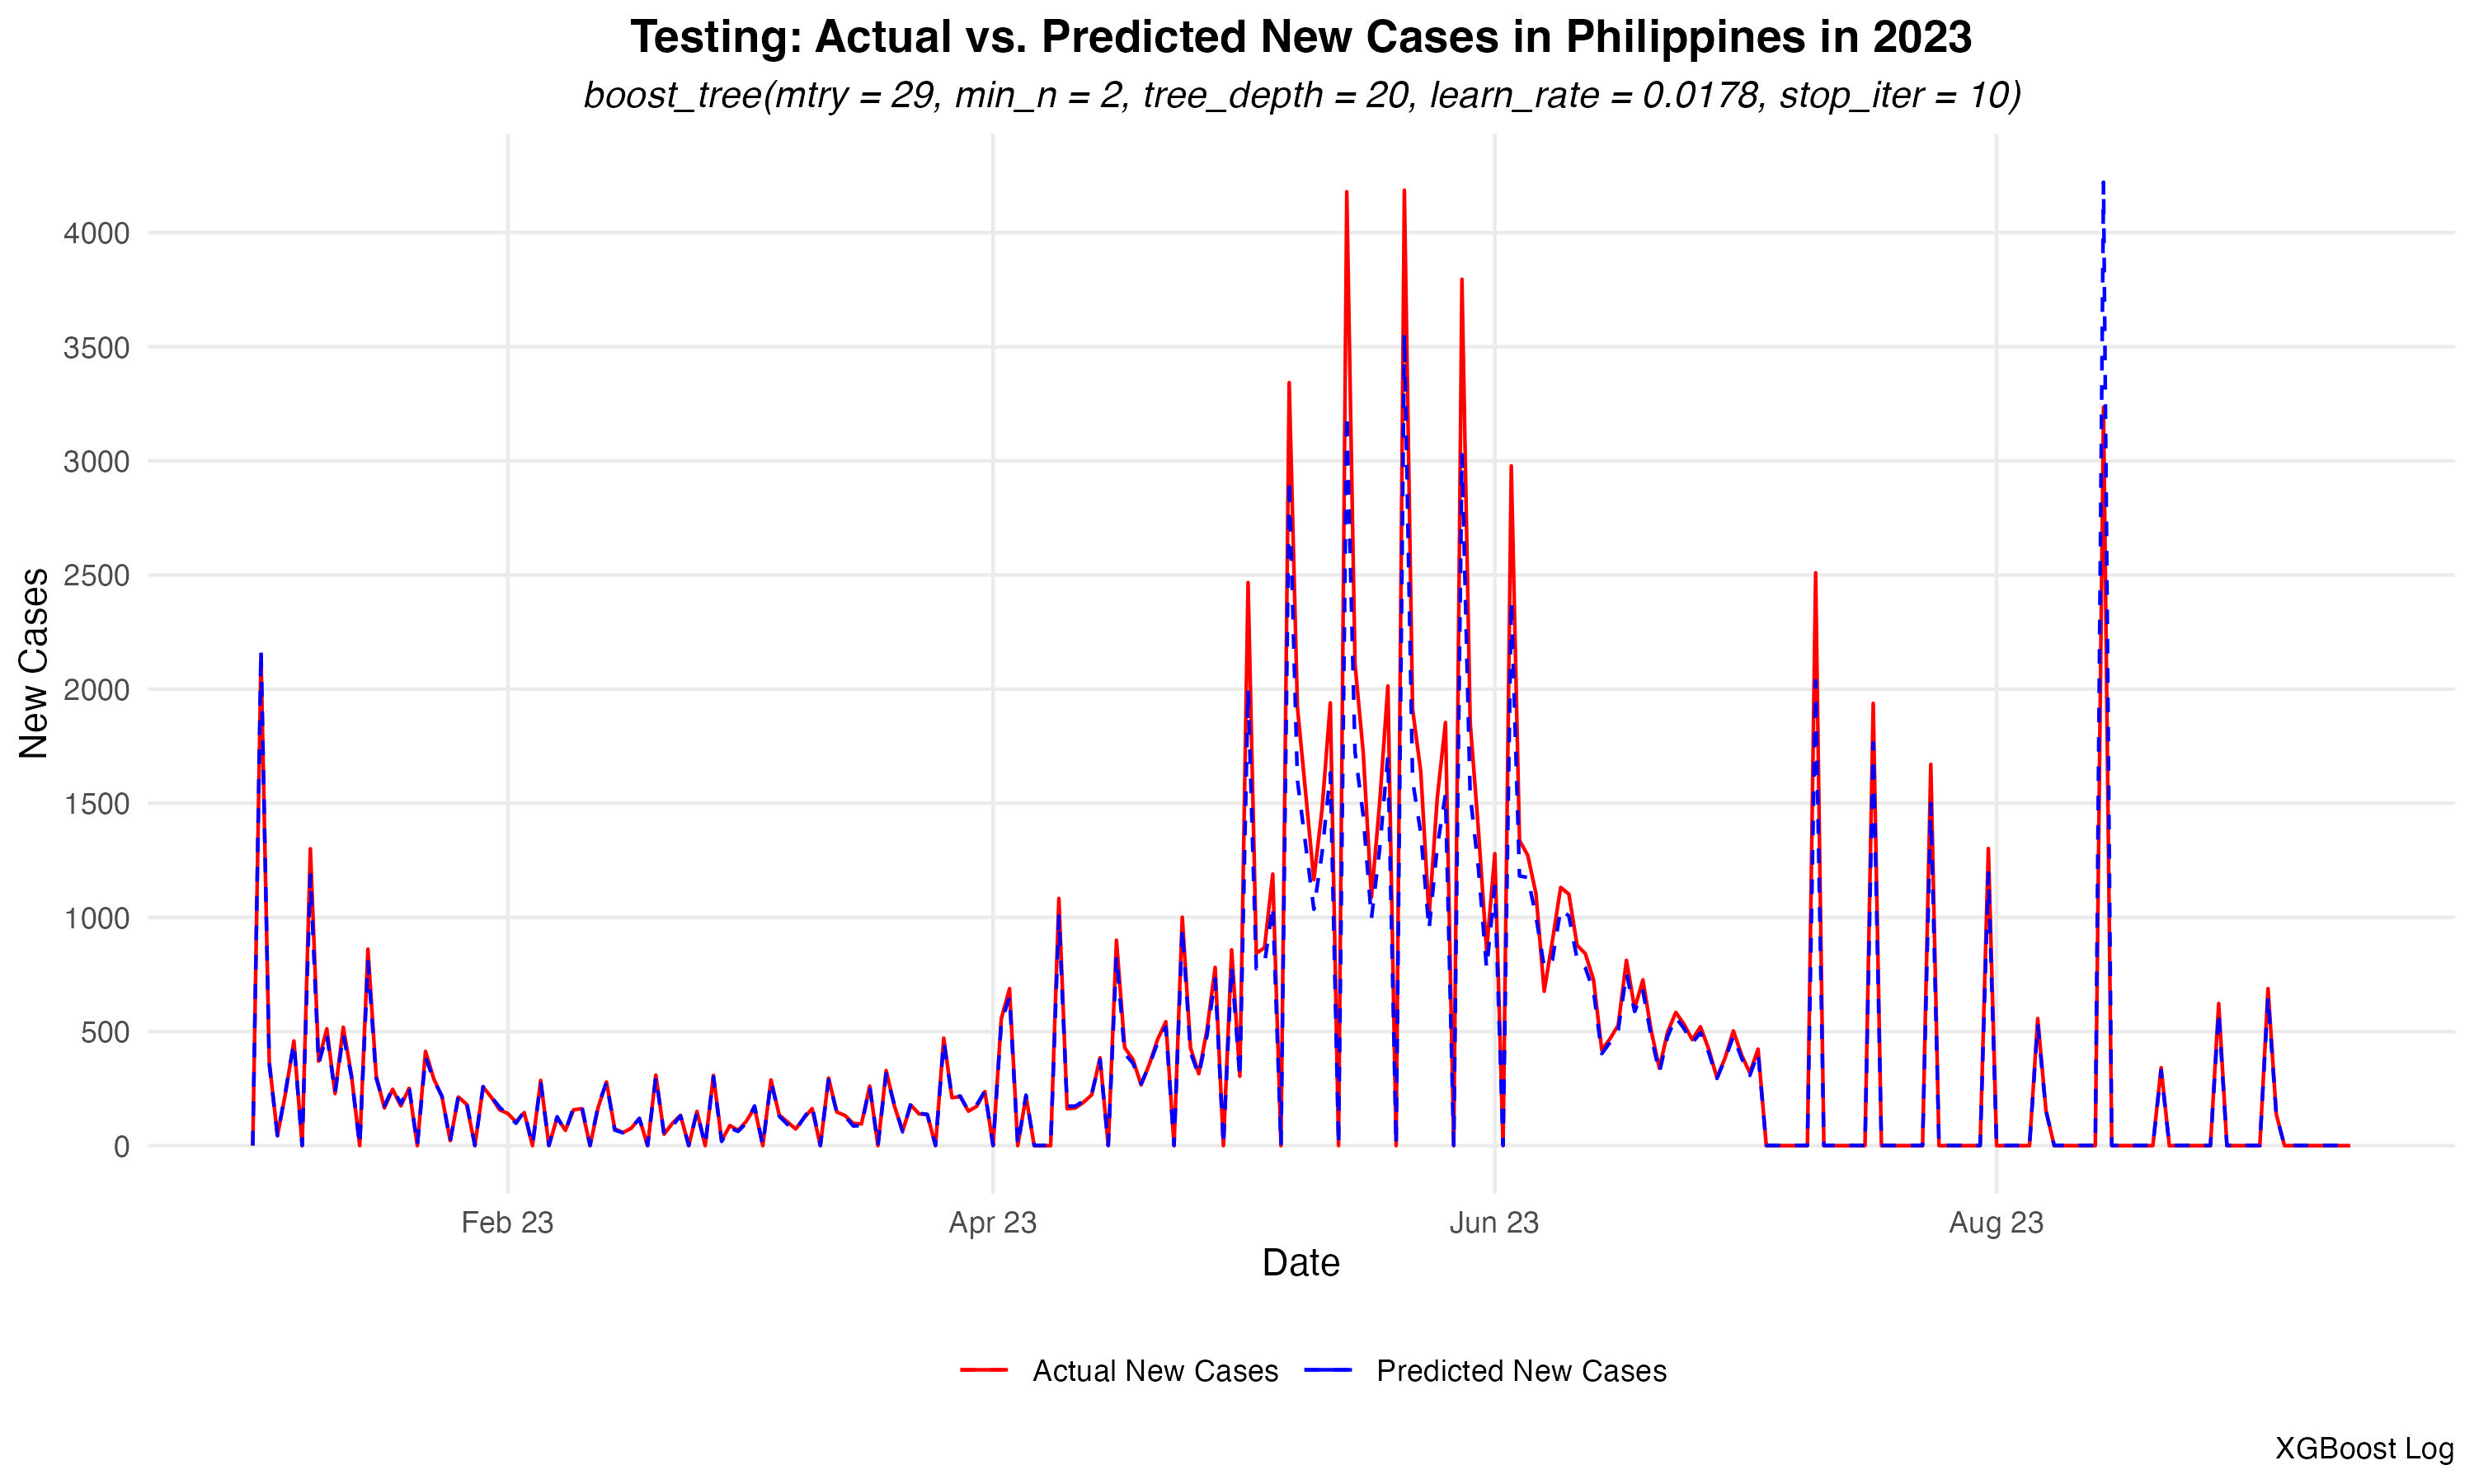 Testing: Actual vs. Predicted New Cases in Philippines in 2023
boost_tree(mtry = 29, min_n = 2, tree_depth = 20, learn_rate = 0.0178, stop_iter = 10)
New Cases
4000
3500
3000
2500
2000
1500
1000
500
0
Feb 23
Apr 23
Jun 23
Aug 23
Date
Actual New Cases
Predicted New Cases
XGBoost Log